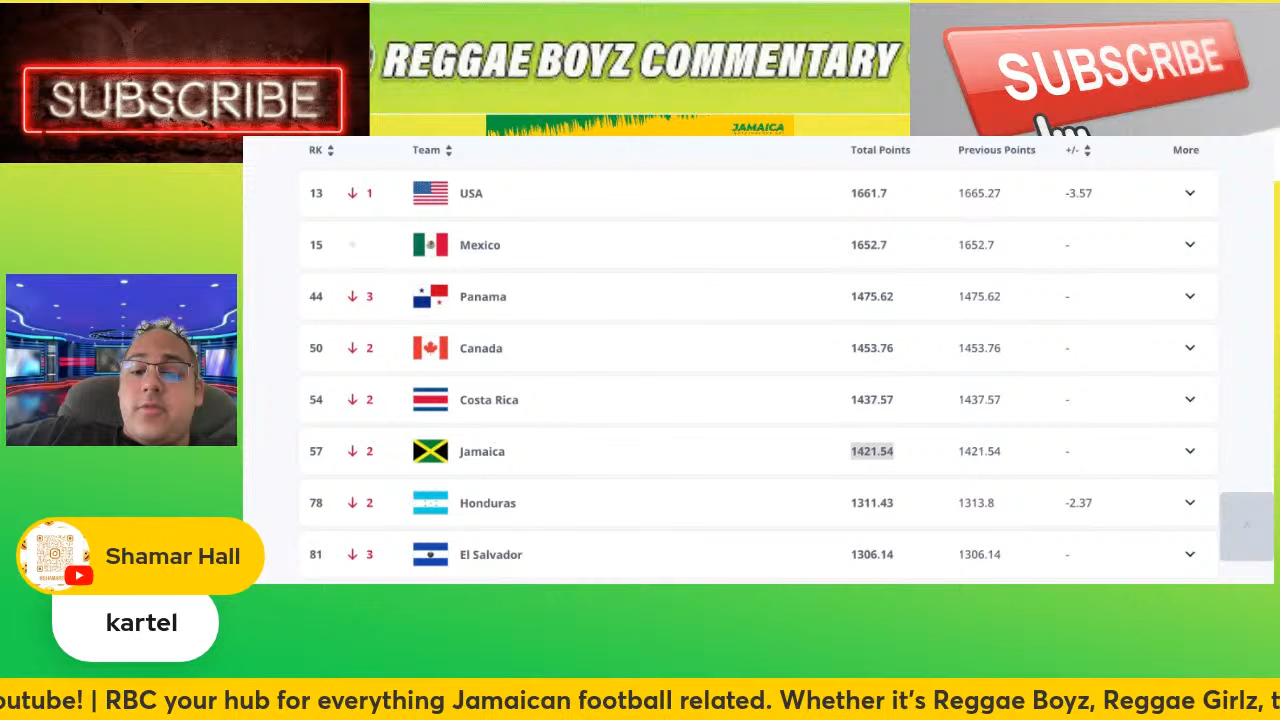 SUBSCRIBE
REGGAE BOYZ COMMENTARY
SUBSCRIBE
JAMAICA
RK Team Total Points Previous Points +/- More
13 1 USA 1661.7 1665.27 -3.57
15 Mexico 1652.7 1652.7 -
44 3 Panama 1475.62 1475.62 -
50 2 Canada 1453.76 1453.76 -
54 2 Costa Rica 1437.57 1437.57 -
57 2 Jamaica 1421.54 1421.54 -
78 2 Honduras 1311.43 1313.8 -2.37
81 3 El Salvador 1306.14 1306.14 -
Shamar Hall
kartel
outube! | RBC your hub for everything Jamaican football related. Whether it's Reggae Boyz, Reggae Girlz, t